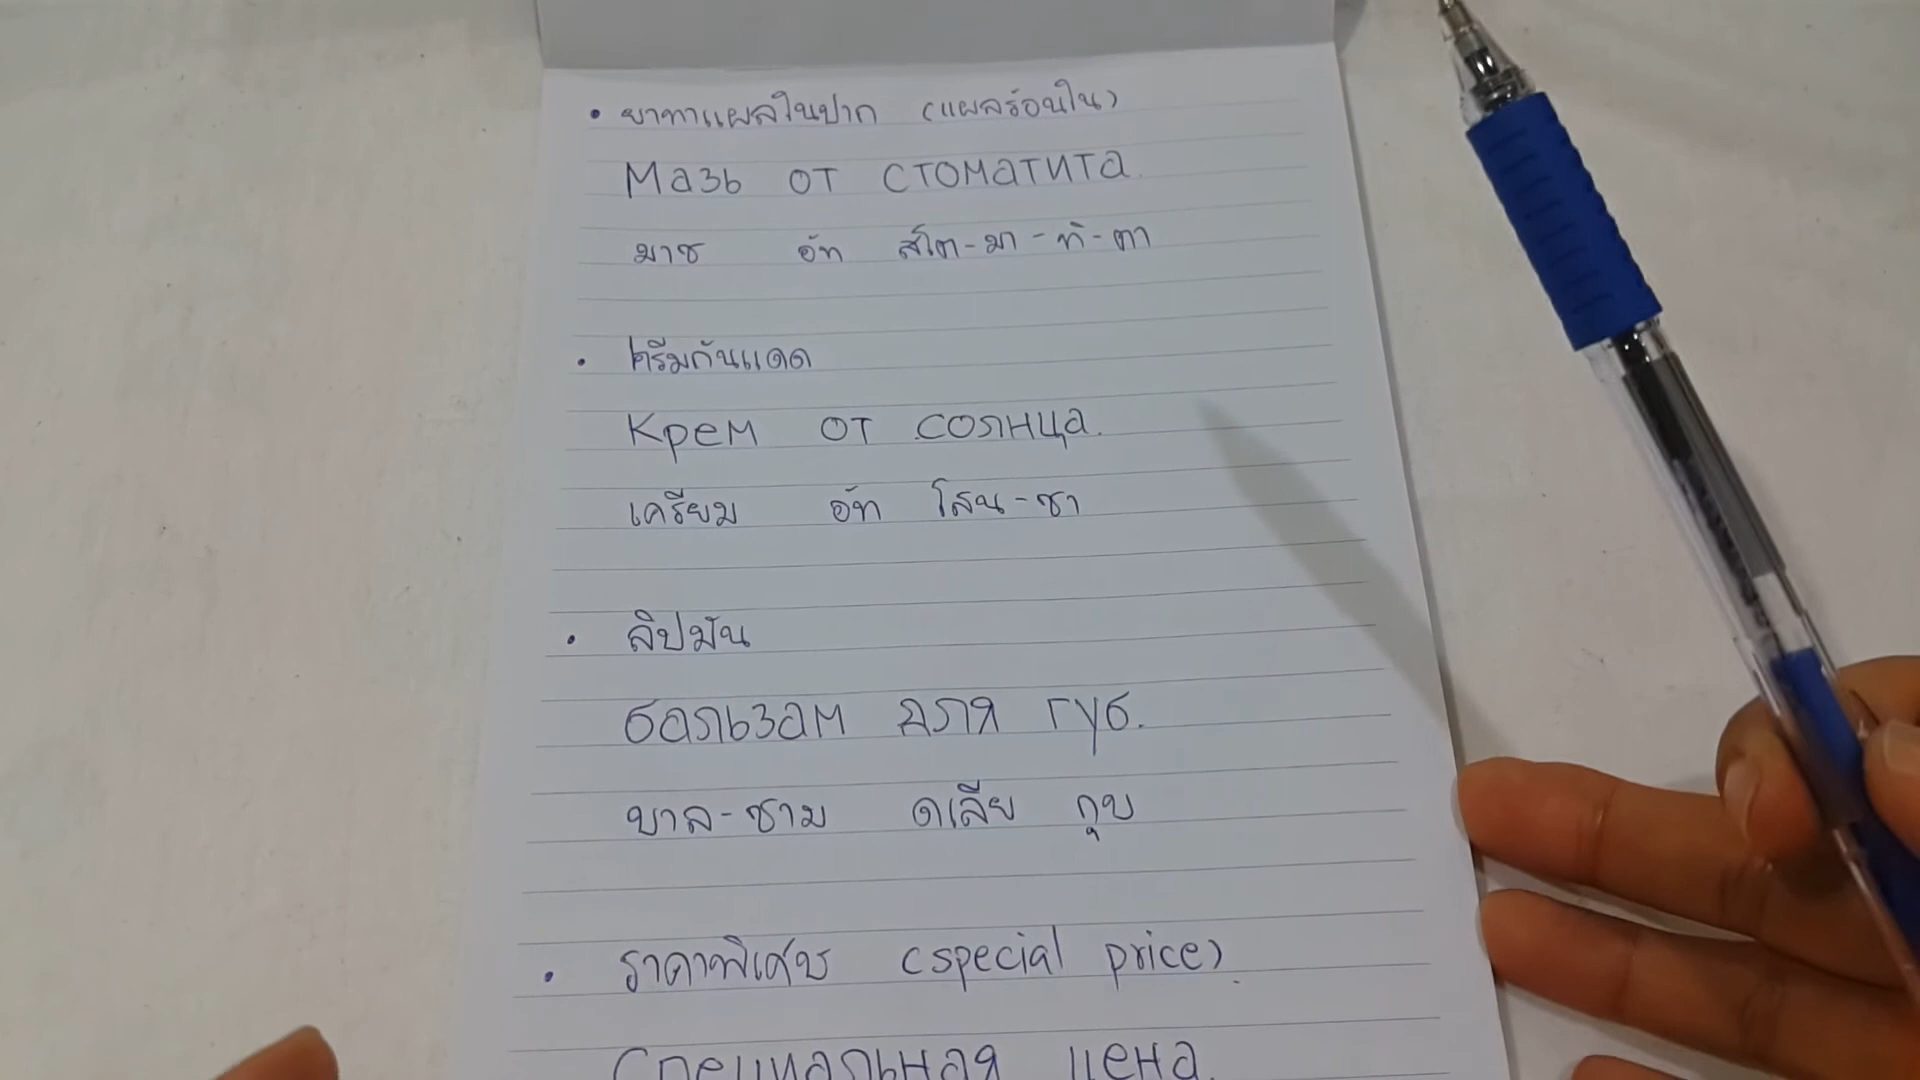 • ยาทาแผลในปาก (แผลร้อนใน)
Мазь от стоматита.
มาซ อ๊ท สโต-มา-ทิ-ตา
• ครีมกันแดด
Крем от солнца.
เครียม อ๊ท โสน-ซา
• ลิปมัน
бальзам для губ.
บาล-ซาม ดเลีย กุบ
• ราคาพิเศษ (special price).
Специальная цена.